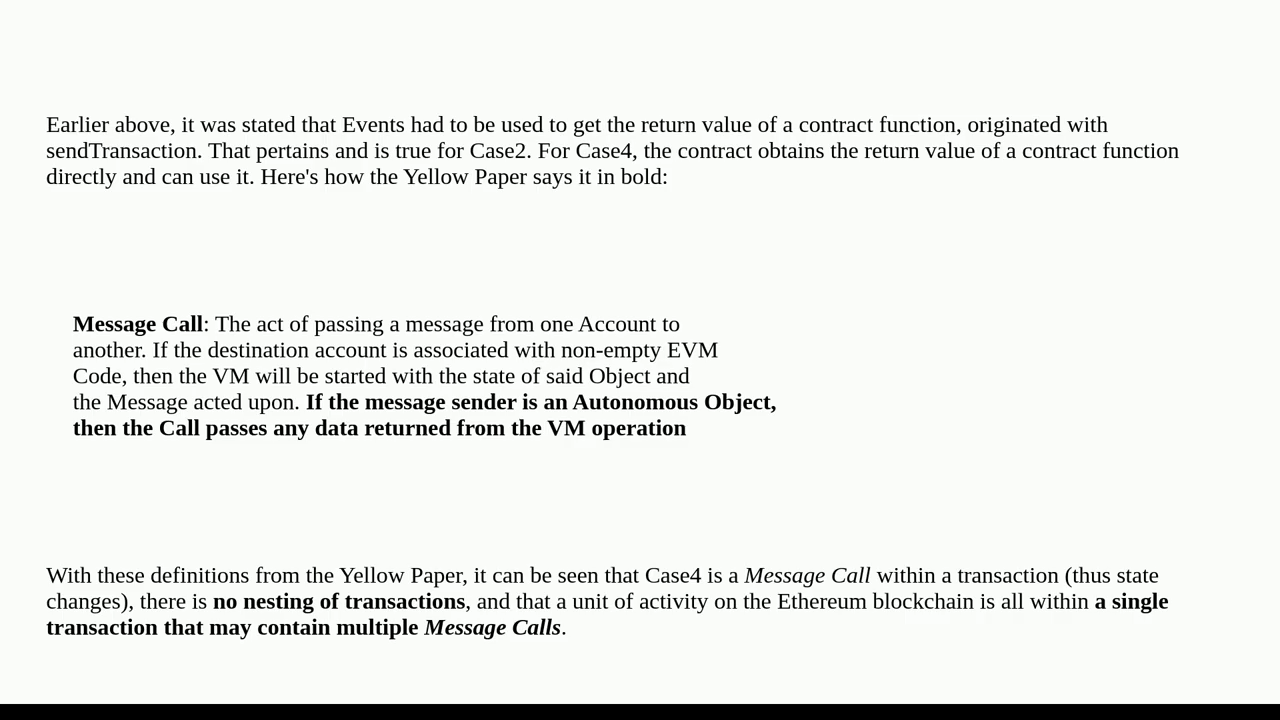 Earlier above, it was stated that Events had to be used to get the return value of a contract function, originated with
sendTransaction. That pertains and is true for Case2. For Case4, the contract obtains the return value of a contract function
directly and can use it. Here's how the Yellow Paper says it in bold:
Message Call: The act of passing a message from one Account to
another. If the destination account is associated with non-empty EVM
Code, then the VM will be started with the state of said Object and
the Message acted upon. If the message sender is an Autonomous Object,
then the Call passes any data returned from the VM operation
With these definitions from the Yellow Paper, it can be seen that Case4 is a Message Call within a transaction (thus state
changes), there is no nesting of transactions, and that a unit of activity on the Ethereum blockchain is all within a single
transaction that may contain multiple Message Calls.